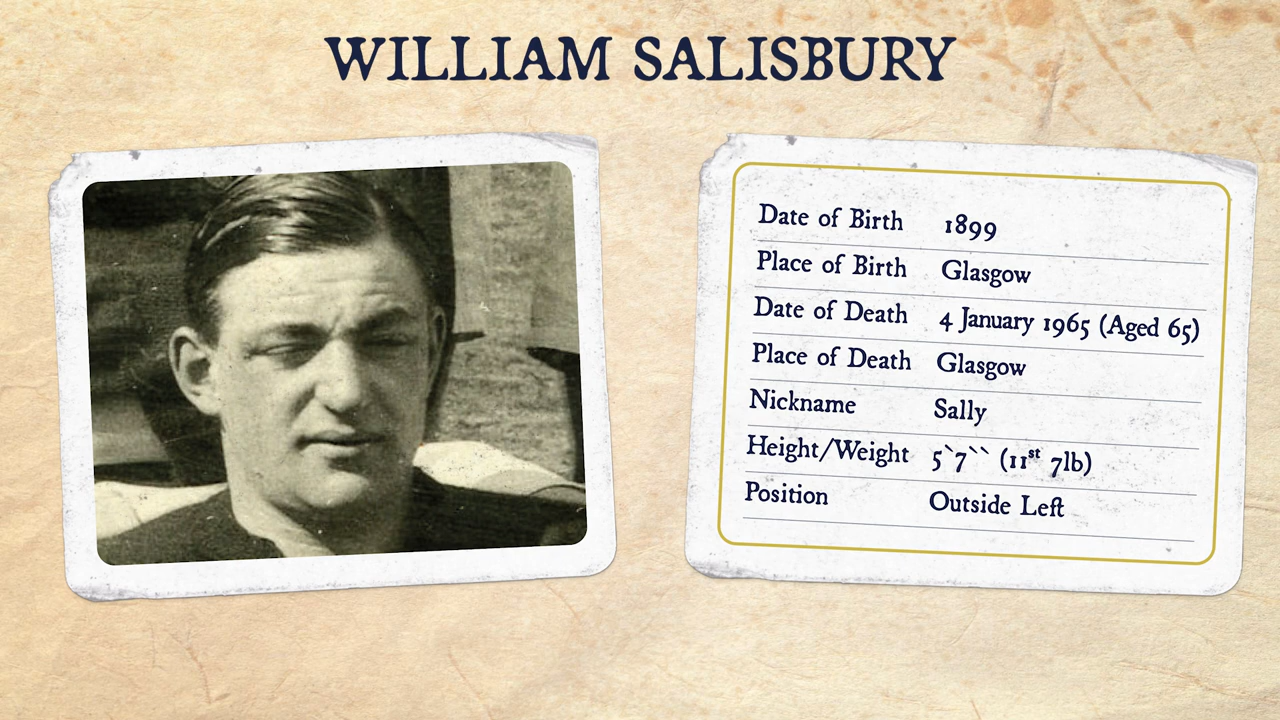 WILLIAM SALISBURY
Date of Birth 1899
Place of Birth Glasgow
Date of Death 4 January 1965 (Aged 65)
Place of Death Glasgow
Nickname Sally
Height/Weight 5`7`` (11st 7lb)
Position Outside Left